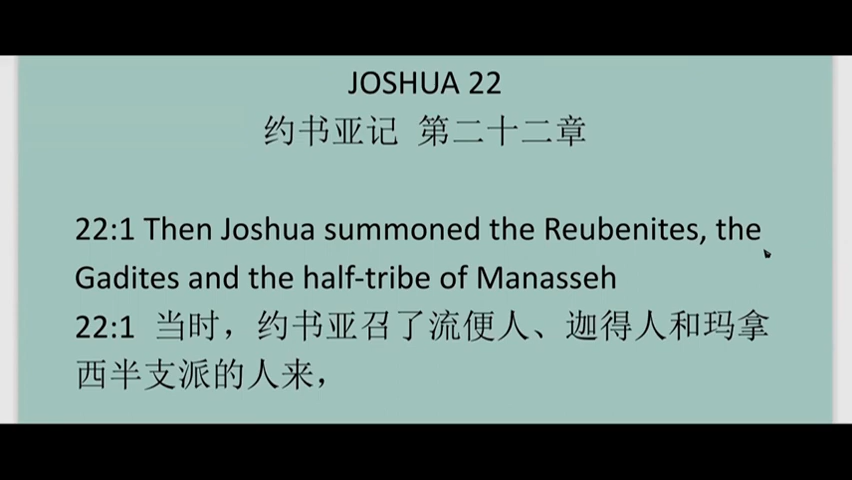 JOSHUA 22
约书亚记 第二十二章
22:1 Then Joshua summoned the Reubenites, the
Gadites and the half-tribe of Manasseh
22:1 当时，约书亚召了流便人、迦得人和玛拿
西半支派的人来，